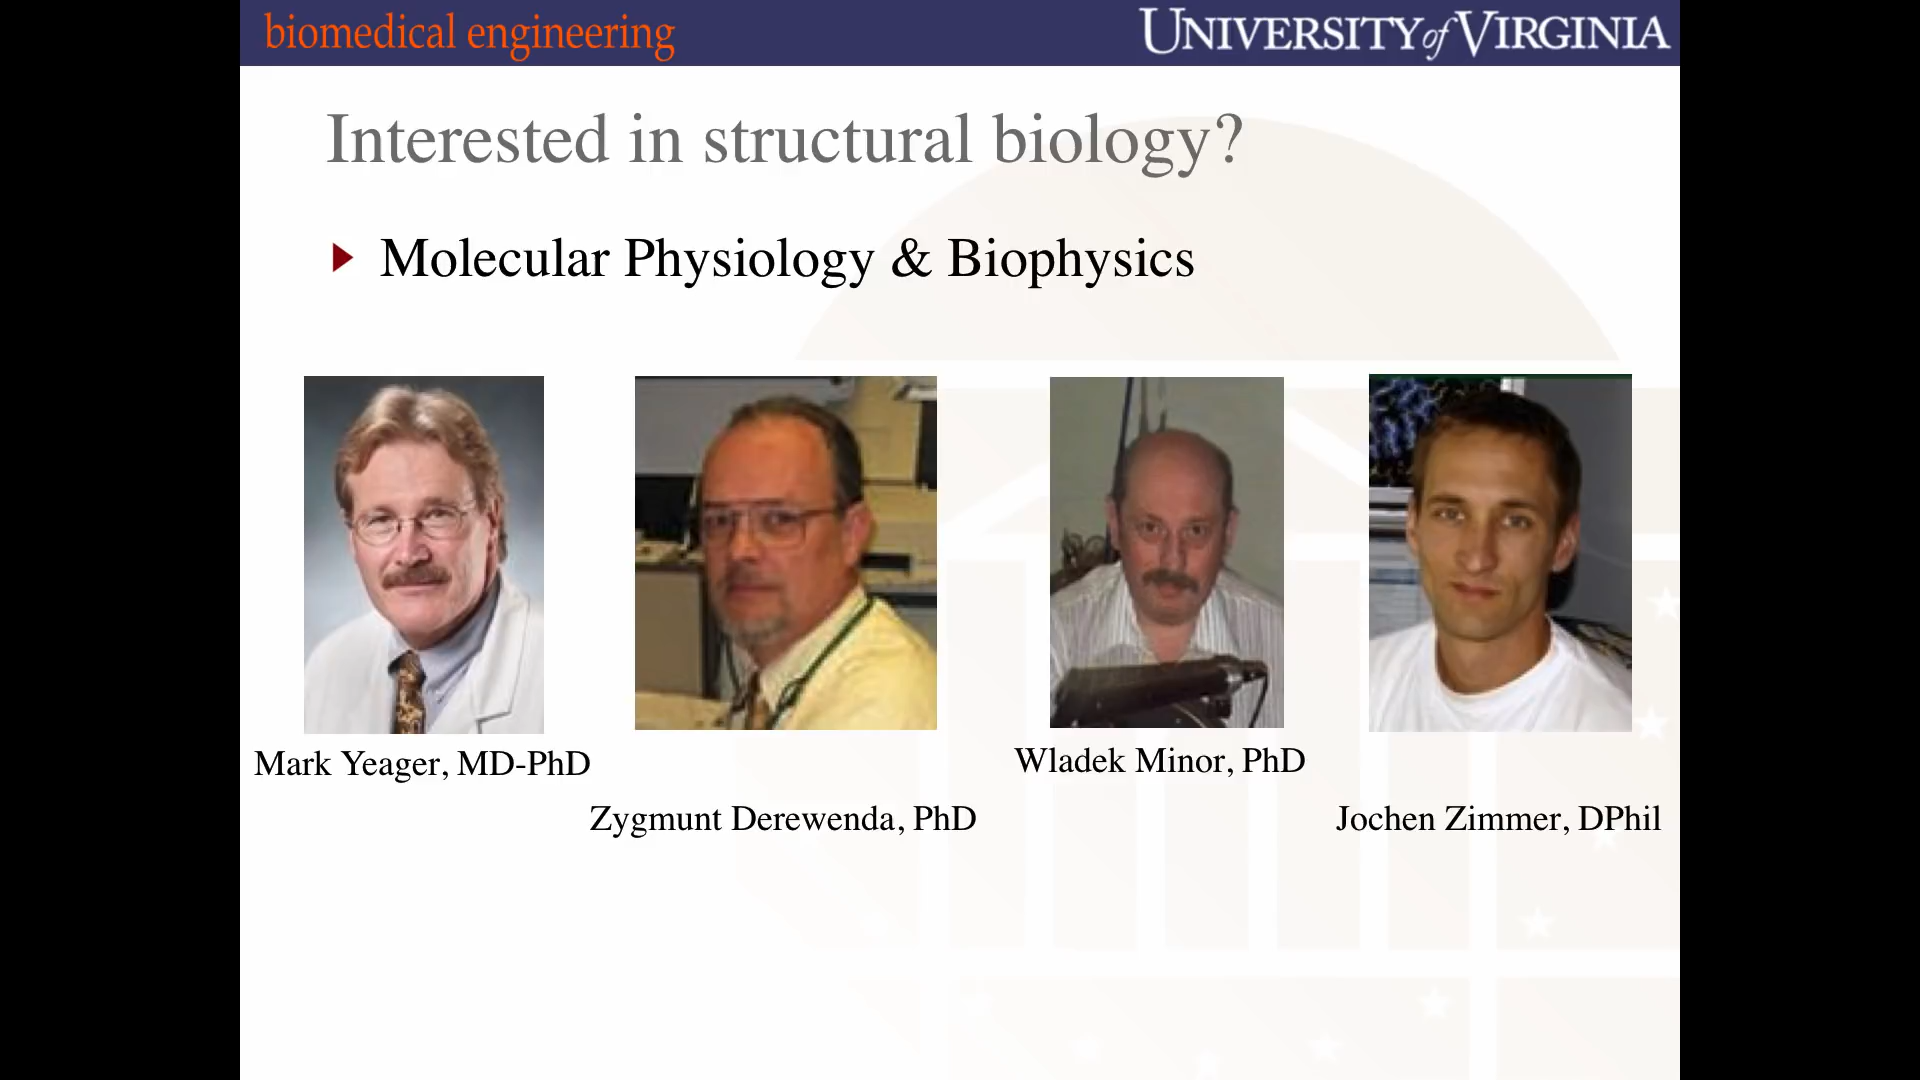 biomedical engineering
UNIVERSITY of VIRGINIA
Interested in structural biology?
Molecular Physiology & Biophysics
Mark Yeager, MD-PhD
Zygmunt Derewenda, PhD
Wladek Minor, PhD
Jochen Zimmer, DPhil